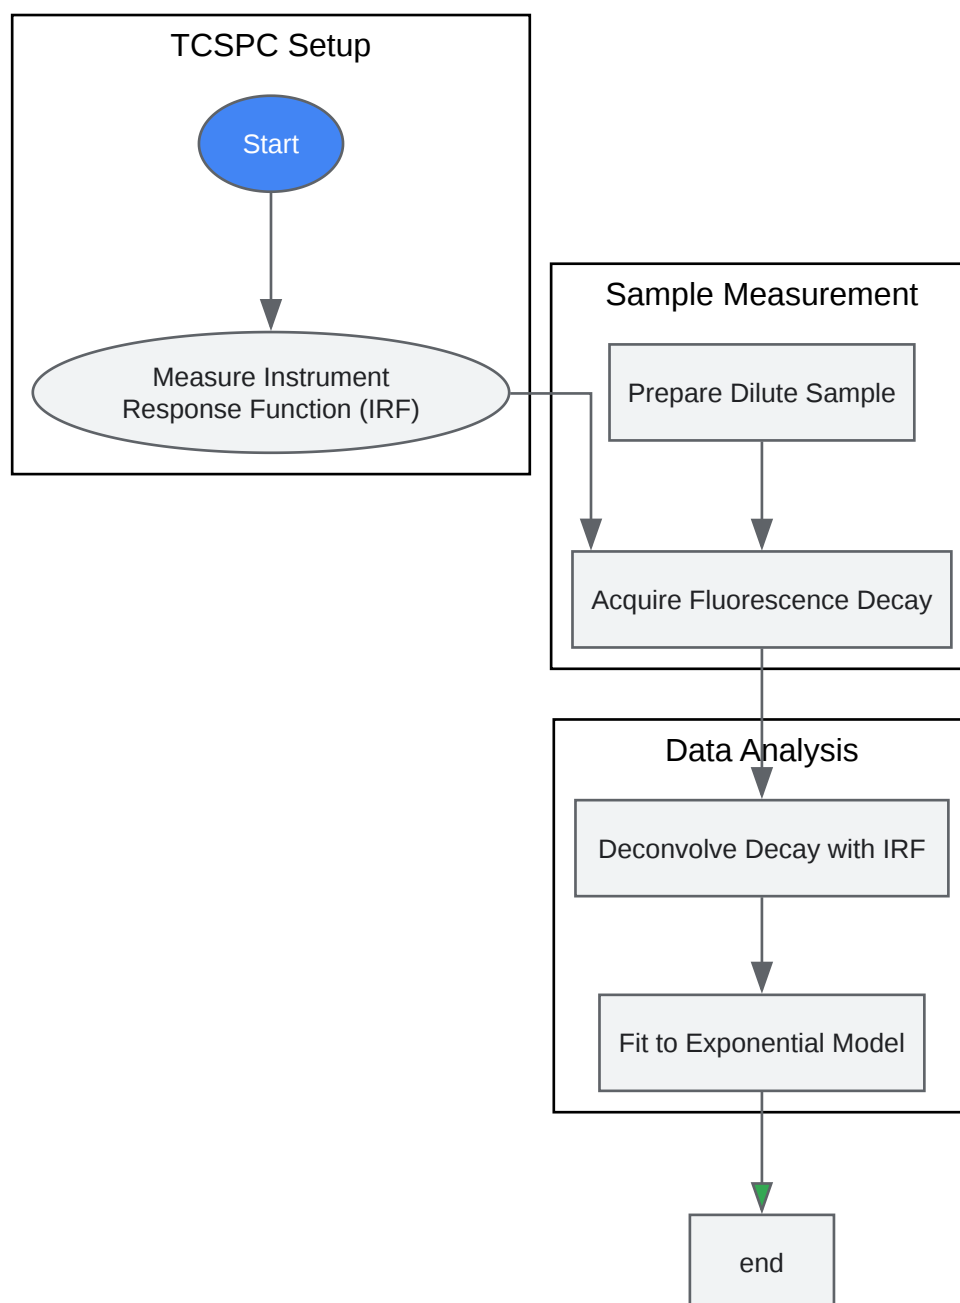 TCSPC Setup
Start
Measure Instrument
Response Function (IRF)
Sample Measurement
Prepare Dilute Sample
Acquire Fluorescence Decay
Data Analysis
Deconvolve Decay with IRF
Fit to Exponential Model
end